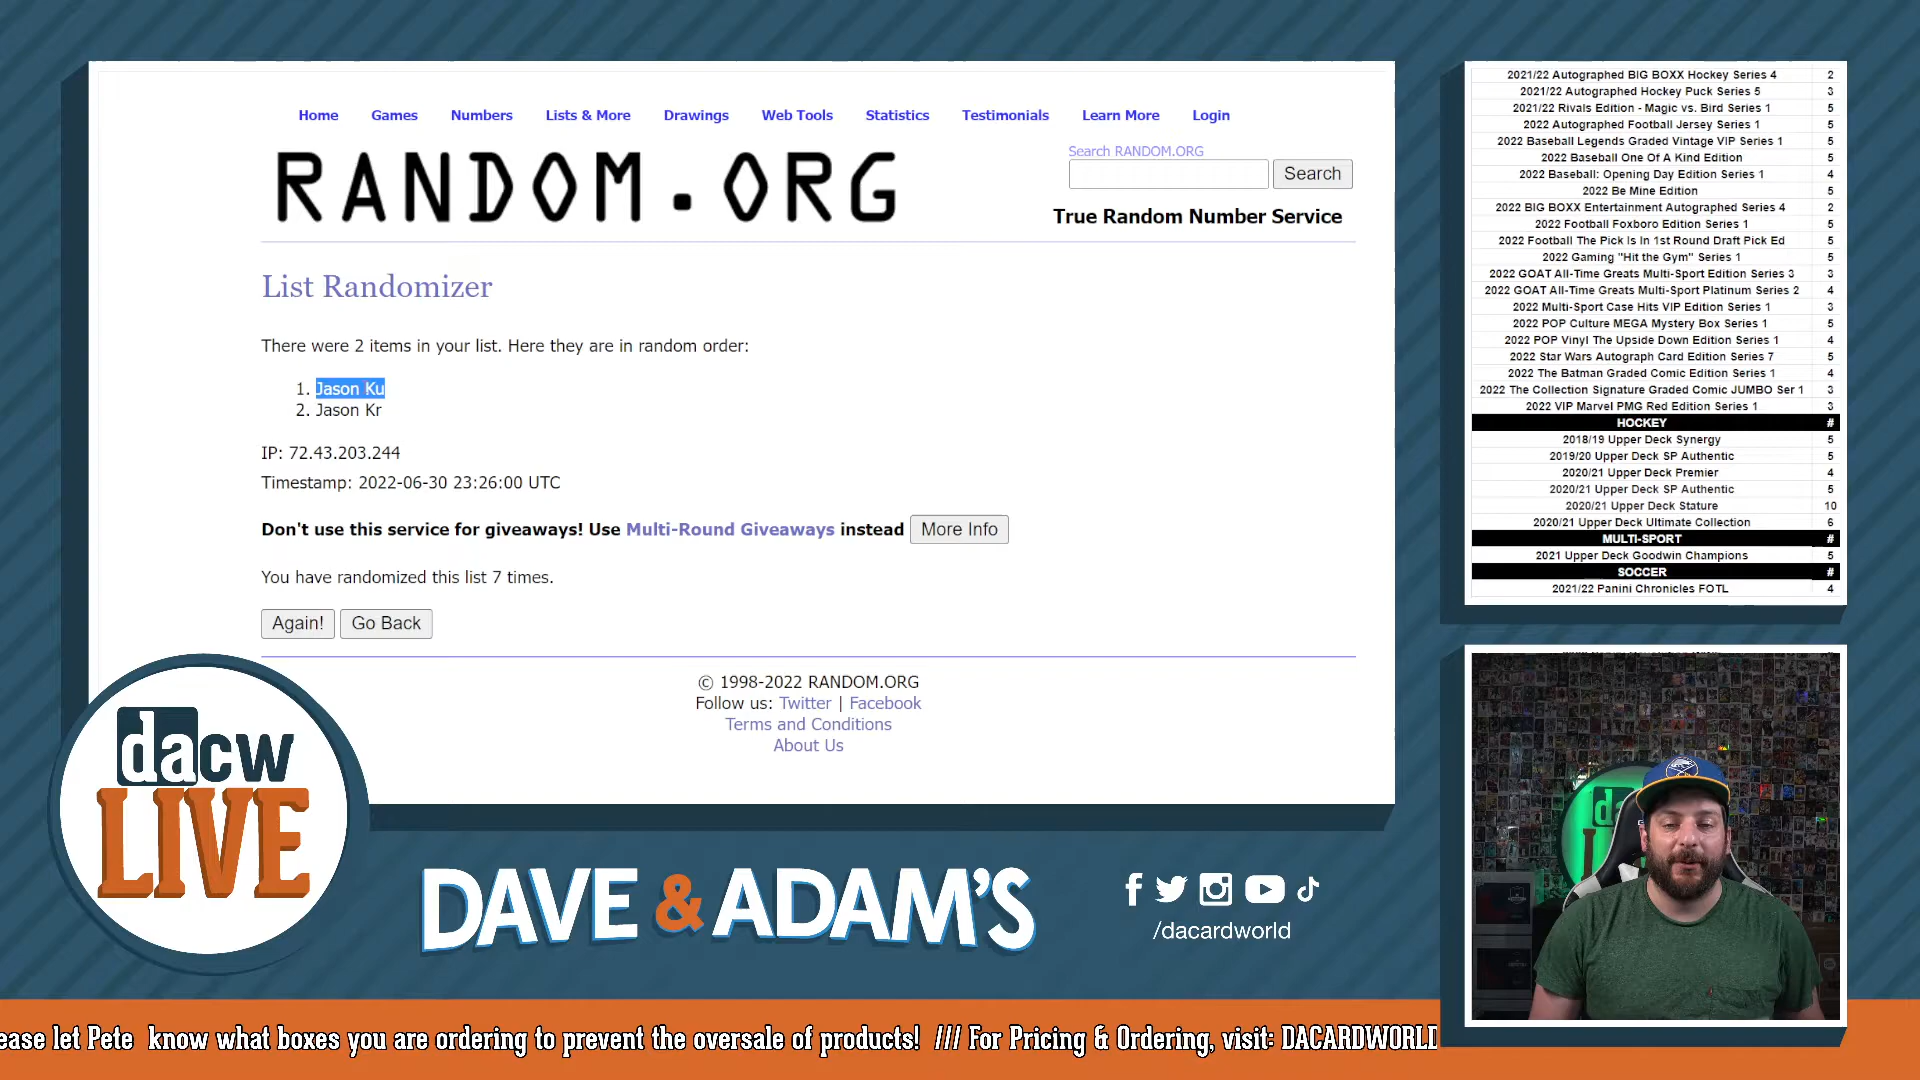 Home Games Numbers Lists & More Drawings Web Tools Statistics Testimonials Learn More Login
RANDOM.ORG
Search RANDOM.ORG
Search
True Random Number Service
List Randomizer
There were 2 items in your list. Here they are in random order:
1. Jason Ku
2. Jason Kr
IP: 72.43.203.244
Timestamp: 2022-06-30 23:26:00 UTC
Don't use this service for giveaways! Use Multi-Round Giveaways instead More Info
You have randomized this list 7 times.
Again! Go Back
© 1998-2022 RANDOM.ORG
Follow us: Twitter | Facebook
Terms and Conditions
About Us
2021/22 Autographed BIG BOXX Hockey Series 4 2
2021/22 Autographed Hockey Puck Series 5 3
2021/22 Rivals Edition - Magic vs. Bird Series 1 5
2022 Autographed Football Jersey Series 1 5
2022 Baseball Legends Graded Vintage VIP Series 1 5
2022 Baseball One Of A Kind Edition 5
2022 Baseball: Opening Day Edition Series 1 4
2022 Be Mine Edition 5
2022 BIG BOXX Entertainment Autographed Series 4 2
2022 Football Foxboro Edition Series 1 5
2022 Football The Pick Is In 1st Round Draft Pick Ed 5
2022 Gaming "Hit the Gym" Series 1 5
2022 GOAT All-Time Greats Multi-Sport Edition Series 3 3
2022 GOAT All-Time Greats Multi-Sport Platinum Series 2 4
2022 Multi-Sport Case Hits VIP Edition Series 1 3
2022 POP Culture MEGA Mystery Box Series 1 5
2022 POP Vinyl The Upside Down Edition Series 1 4
2022 Star Wars Autograph Card Edition Series 7 5
2022 The Batman Graded Comic Edition Series 1 4
2022 The Collection Signature Graded Comic JUMBO Ser 1 3
2022 VIP Marvel PMG Red Edition Series 1 3
HOCKEY #
2018/19 Upper Deck Synergy 5
2019/20 Upper Deck SP Authentic 5
2020/21 Upper Deck Premier 4
2020/21 Upper Deck SP Authentic 5
2020/21 Upper Deck Stature 10
2020/21 Upper Deck Ultimate Collection 6
MULTI-SPORT #
2021 Upper Deck Goodwin Champions 5
SOCCER #
2021/22 Panini Chronicles FOTL 4
dacw
LIVE
DAVE & ADAM'S
/dacardworld
ease let Pete know what boxes you are ordering to prevent the oversale of products! /// For Pricing & Ordering, visit: DACARDWORLD